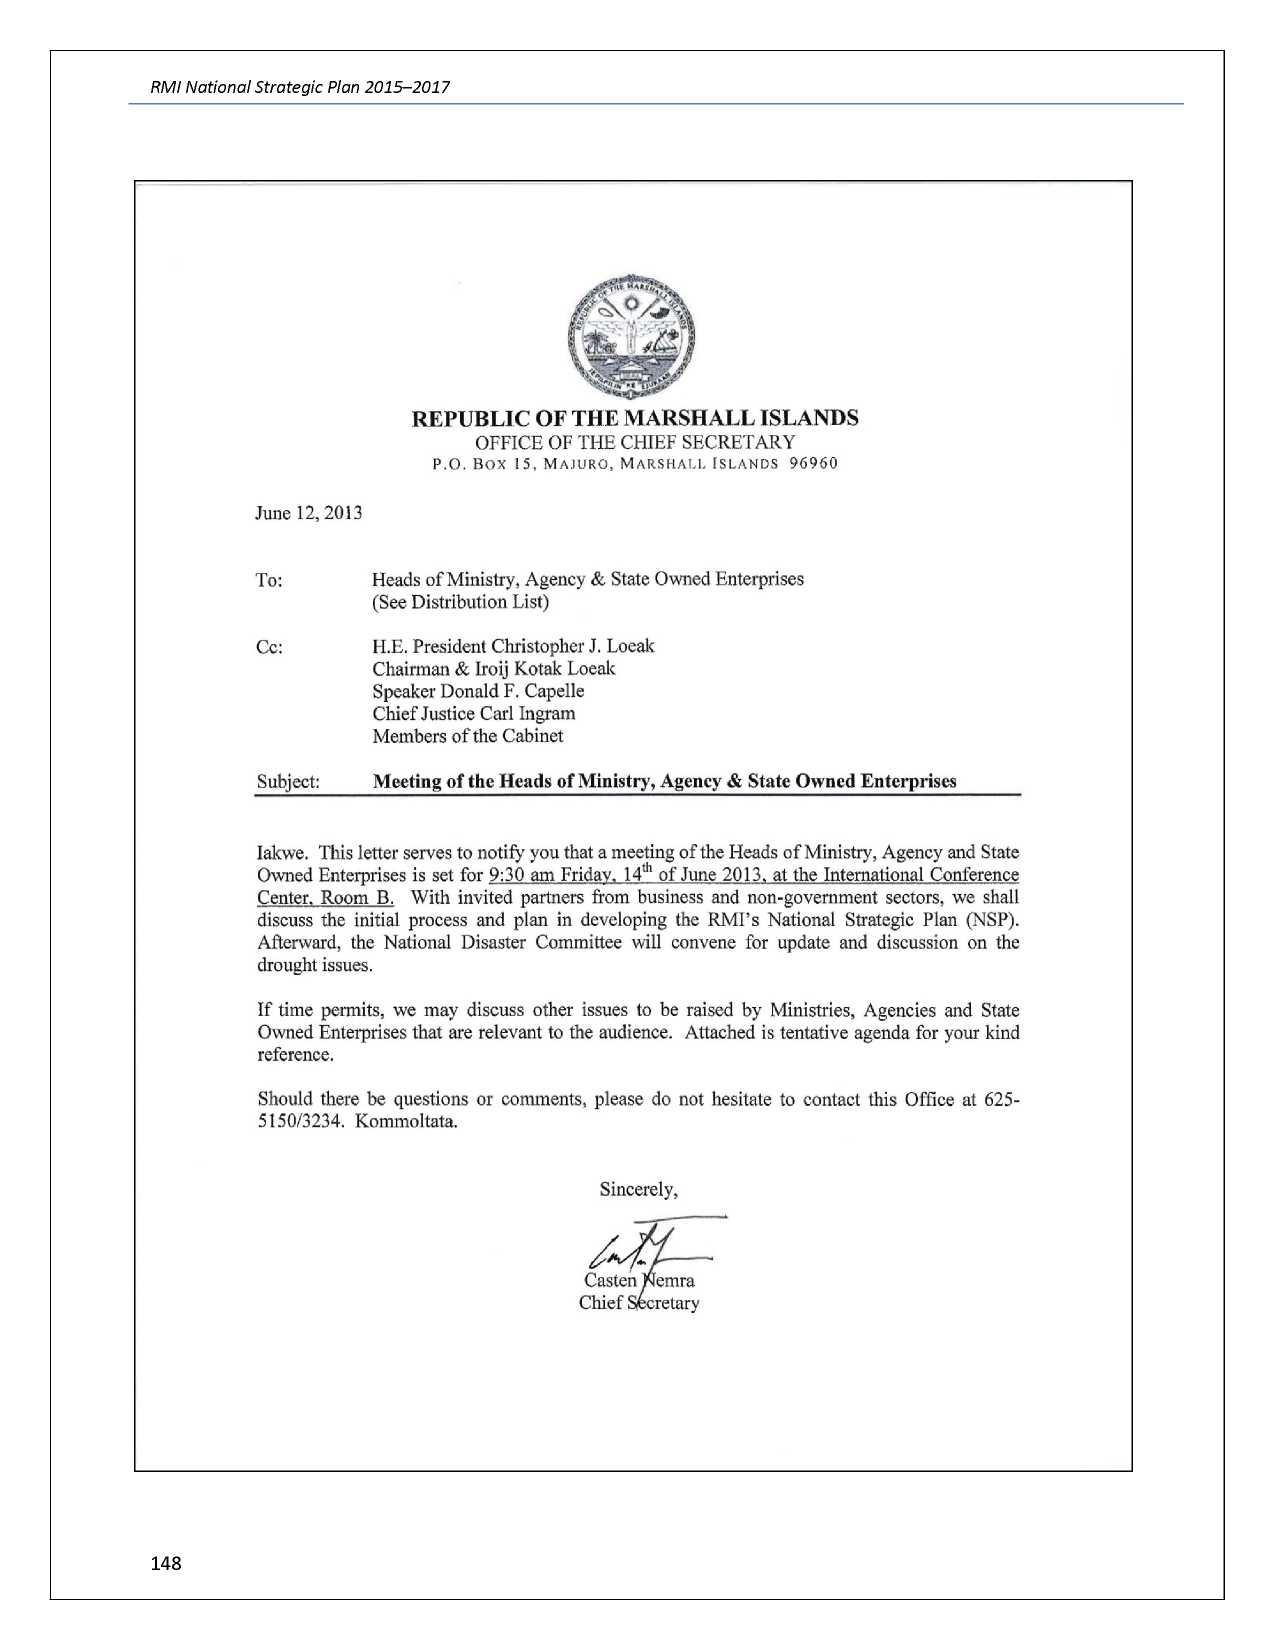 RMI National Strategic Plan 2015–2017
REPUBLIC OF THE MARSHALL ISLANDS
REPUBLIC OF THE MARSHALL ISLANDS
OFFICE OF THE CHIEF SECRETARY
P.O. BOX 15, MAJURO, MARSHALL ISLANDS 96960
June 12, 2013
To: Heads of Ministry, Agency & State Owned Enterprises
(See Distribution List)
Cc: H.E. President Christopher J. Loeak
Chairman & Iroij Kotak Loeak
Speaker Donald F. Capelle
Chief Justice Carl Ingram
Members of the Cabinet
Subject: Meeting of the Heads of Ministry, Agency & State Owned Enterprises
Iakwe. This letter serves to notify you that a meeting of the Heads of Ministry, Agency and State
Owned Enterprises is set for 9:30 am Friday, 14th of June 2013, at the International Conference
Center, Room B. With invited partners from business and non-government sectors, we shall
discuss the initial process and plan in developing the RMI's National Strategic Plan (NSP).
Afterward, the National Disaster Committee will convene for update and discussion on the
drought issues.
If time permits, we may discuss other issues to be raised by Ministries, Agencies and State
Owned Enterprises that are relevant to the audience. Attached is tentative agenda for your kind
reference.
Should there be questions or comments, please do not hesitate to contact this Office at 625-
5150/3234. Kommoltata.
Sincerely,
Casten Nemra
Chief Secretary
148